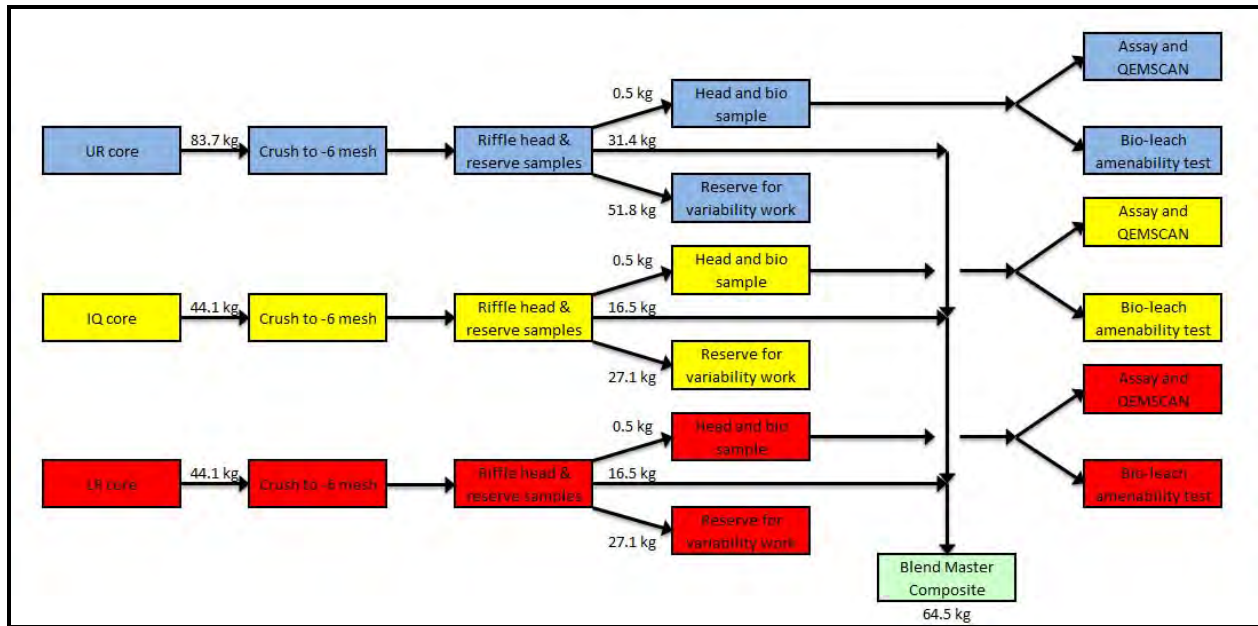 Assay and
QEMSCAN
0.5 kg
Head and bio
sample
83.7 kg
31.4 kg
UR core
Crush to -6 mesh
Riffle head &
reserve samples
Bio-leach
amenability test
51.8 kg
Reserve for
variability work
Assay and
QEMSCAN
0.5 kg
Head and bio
sample
44.1 kg
16.5 kg
IQ core
Crush to -6 mesh
Riffle head &
reserve samples
Bio-leach
amenability test
27.1 kg
Reserve for
variability work
Assay and
QEMSCAN
0.5 kg
Head and bio
sample
44.1 kg
16.5 kg
LR core
Crush to -6 mesh
Riffle head &
reserve samples
Bio-leach
amenability test
27.1 kg
Reserve for
variability work
Blend Master
Composite
64.5 kg